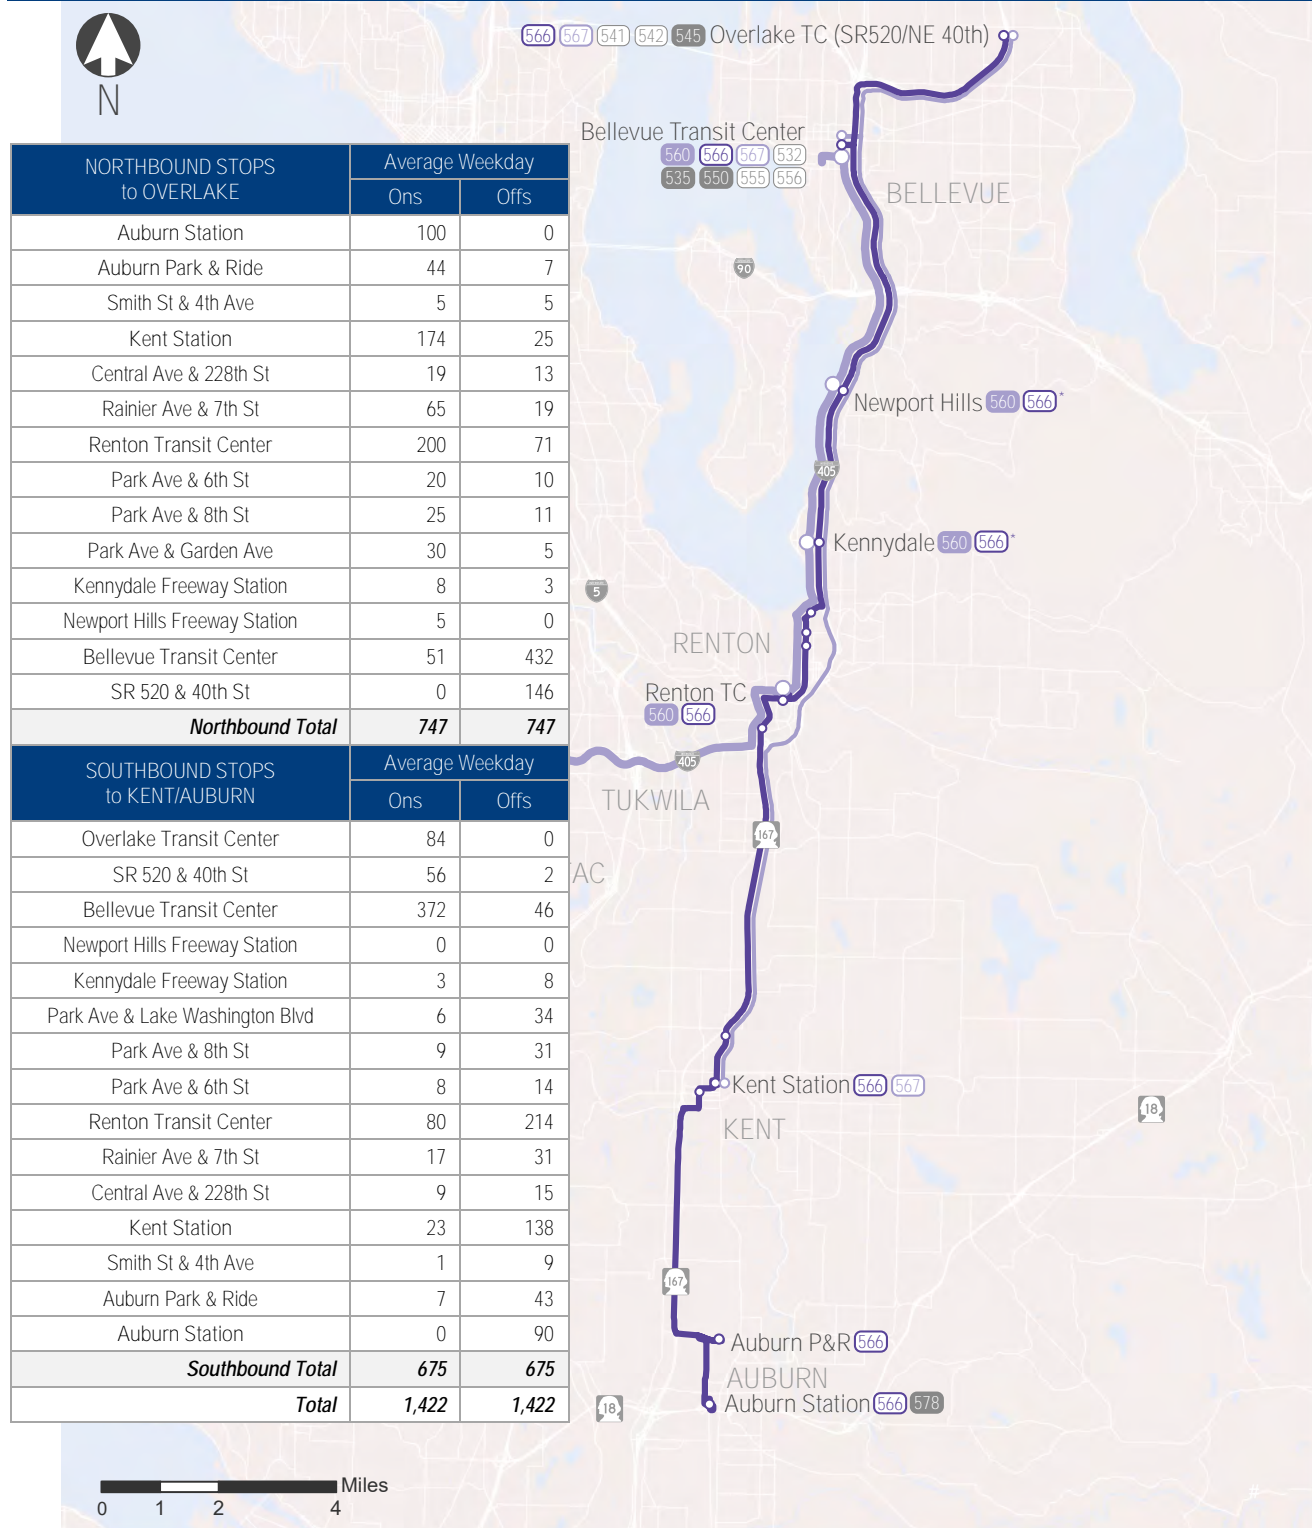 N
566 567 541 542 545 Overlake TC (SR520/NE 40th)
Bellevue Transit Center
560 566 567 532
535 550 555 556
BELLEVUE
90
Newport Hills 560 566*
405
Kennydale 560 566*
5
RENTON
Renton TC
560 566
405
TUKWILA
167
TAC
Kent Station 566 567
KENT
18
167
Auburn P&R 566
AUBURN
Auburn Station 566 578
18
NORTHBOUND STOPS to OVERLAKE | Average Weekday
Ons | Offs
Auburn Station 100 0
Auburn Park & Ride 44 7
Smith St & 4th Ave 5 5
Kent Station 174 25
Central Ave & 228th St 19 13
Rainier Ave & 7th St 65 19
Renton Transit Center 200 71
Park Ave & 6th St 20 10
Park Ave & 8th St 25 11
Park Ave & Garden Ave 30 5
Kennydale Freeway Station 8 3
Newport Hills Freeway Station 5 0
Bellevue Transit Center 51 432
SR 520 & 40th St 0 146
Northbound Total 747 747
SOUTHBOUND STOPS to KENT/AUBURN | Average Weekday
Ons | Offs
Overlake Transit Center 84 0
SR 520 & 40th St 56 2
Bellevue Transit Center 372 46
Newport Hills Freeway Station 0 0
Kennydale Freeway Station 3 8
Park Ave & Lake Washington Blvd 6 34
Park Ave & 8th St 9 31
Park Ave & 6th St 8 14
Renton Transit Center 80 214
Rainier Ave & 7th St 17 31
Central Ave & 228th St 9 15
Kent Station 23 138
Smith St & 4th Ave 1 9
Auburn Park & Ride 7 43
Auburn Station 0 90
Southbound Total 675 675
Total 1,422 1,422
Miles
0 1 2 4
#